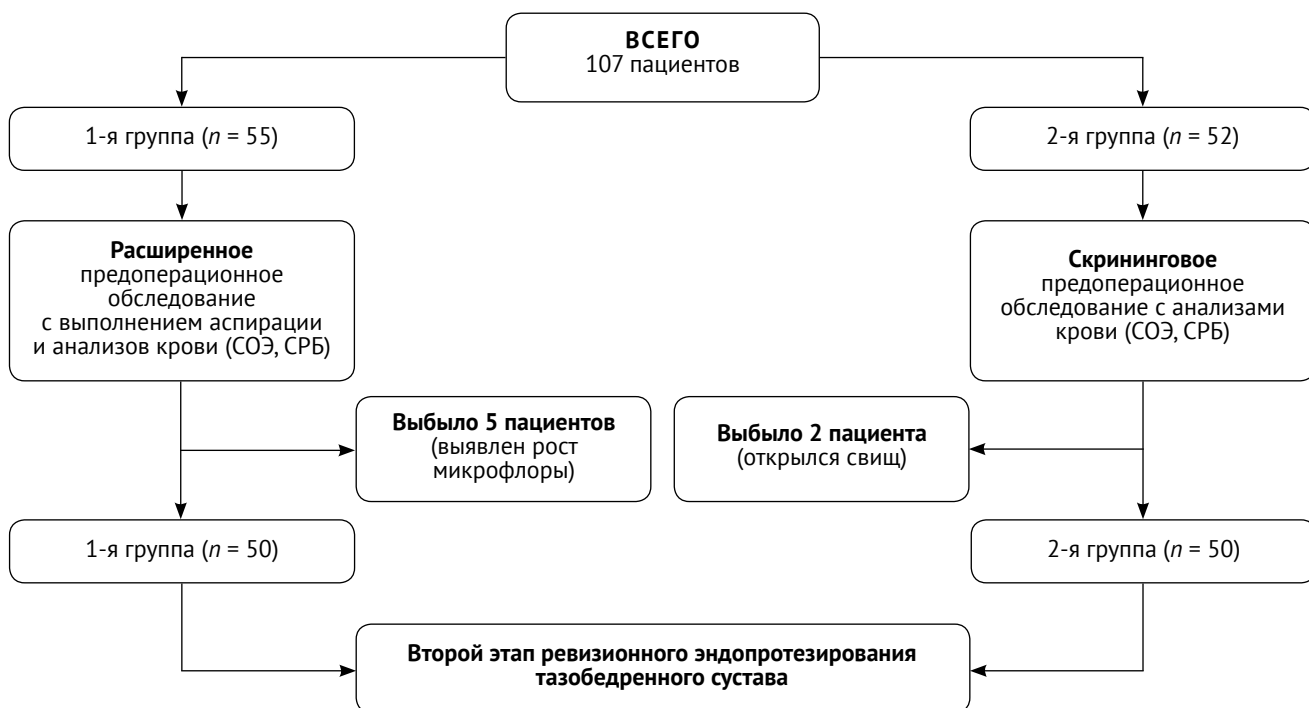 ВСЕГО
107 пациентов
1-я группа (n = 55)
2-я группа (n = 52)
Расширенное
предоперационное
обследование
с выполнением аспирации
и анализов крови (СОЭ, СРБ)
Скрининговое
предоперационное
обследование с анализами
крови (СОЭ, СРБ)
Выбыло 5 пациентов
(выявлен рост
микрофлоры)
Выбыло 2 пациента
(открылся свищ)
1-я группа (n = 50)
2-я группа (n = 50)
Второй этап ревизионного эндопротезирования
тазобедренного сустава